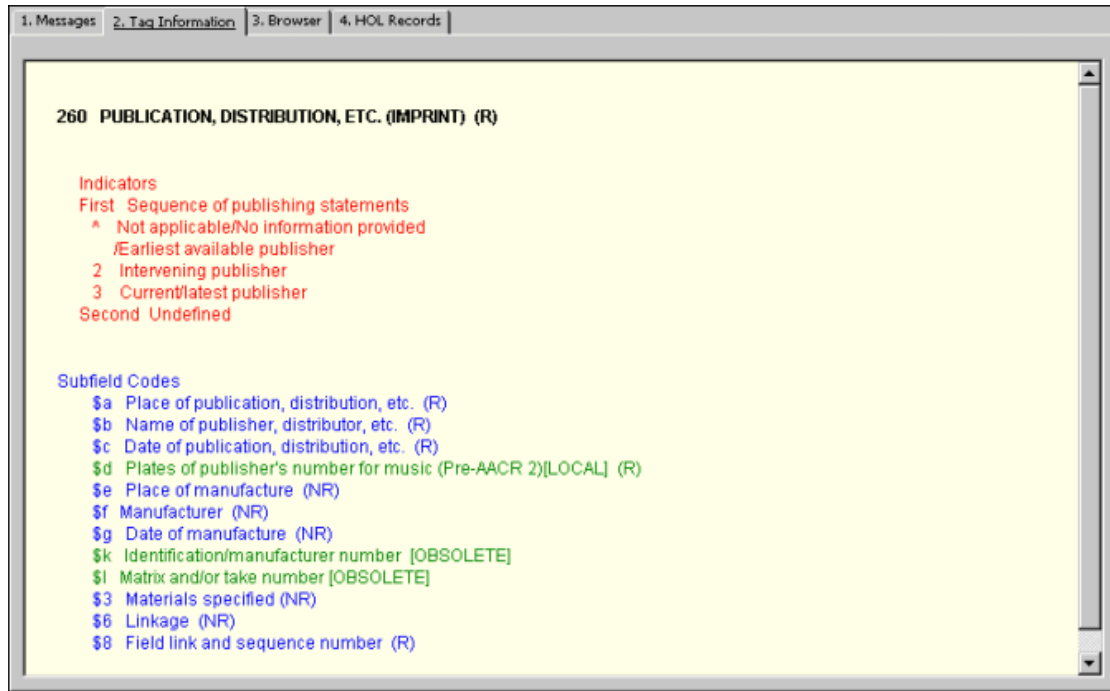 1. Messages 2. Tag Information 3. Browser 4. HOL Records
260 PUBLICATION, DISTRIBUTION, ETC. (IMPRINT) (R)
Indicators
First Sequence of publishing statements
^ Not applicable/No information provided
/Earliest available publisher
2 Intervening publisher
3 Current/latest publisher
Second Undefined
Subfield Codes
$a Place of publication, distribution, etc. (R)
$b Name of publisher, distributor, etc. (R)
$c Date of publication, distribution, etc. (R)
$d Plates of publisher's number for music (Pre-AACR 2)[LOCAL] (R)
$e Place of manufacture (NR)
$f Manufacturer (NR)
$g Date of manufacture (NR)
$k Identification/manufacturer number [OBSOLETE]
$l Matrix and/or take number [OBSOLETE]
$3 Materials specified (NR)
$6 Linkage (NR)
$8 Field link and sequence number (R)